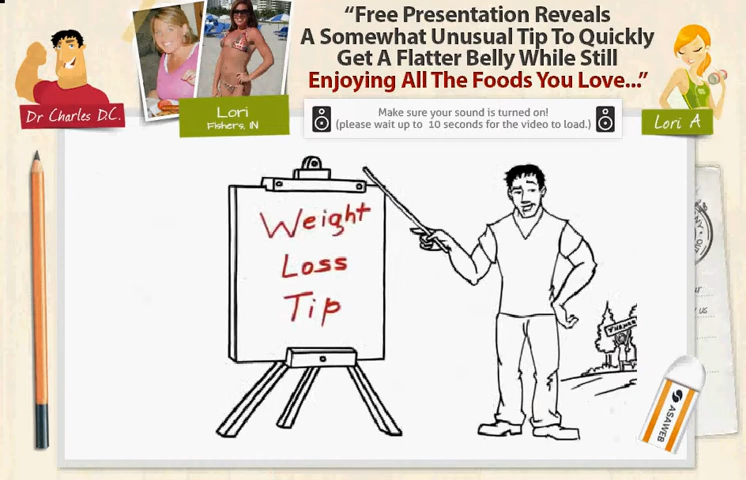 “Free Presentation Reveals
A Somewhat Unusual Tip To Quickly
Get A Flatter Belly While Still
Enjoying All The Foods You Love...”
Dr Charles D.C.
Lori
Fishers, IN
Make sure your sound is turned on!
(please wait up to 10 seconds for the video to load.)
Lori A
Weight
Loss
Tip
ASAWEB